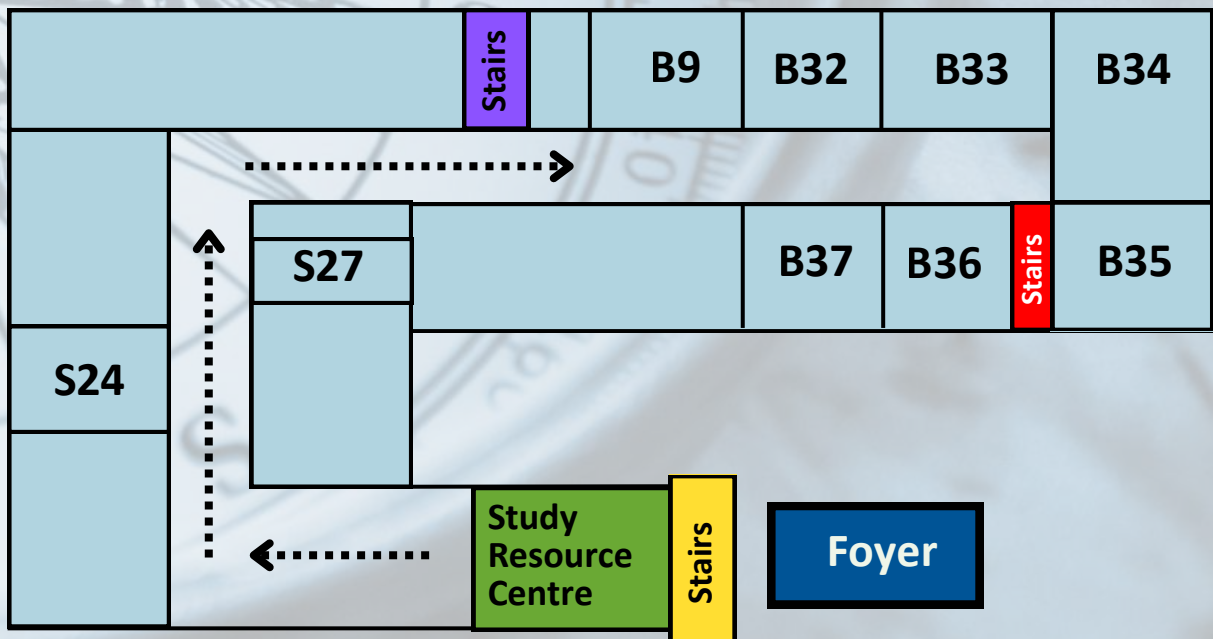 Stairs
B9
B32
B33
B34
S27
B37
B36
Stairs
B35
S24
Study
Resource
Centre
Stairs
Foyer